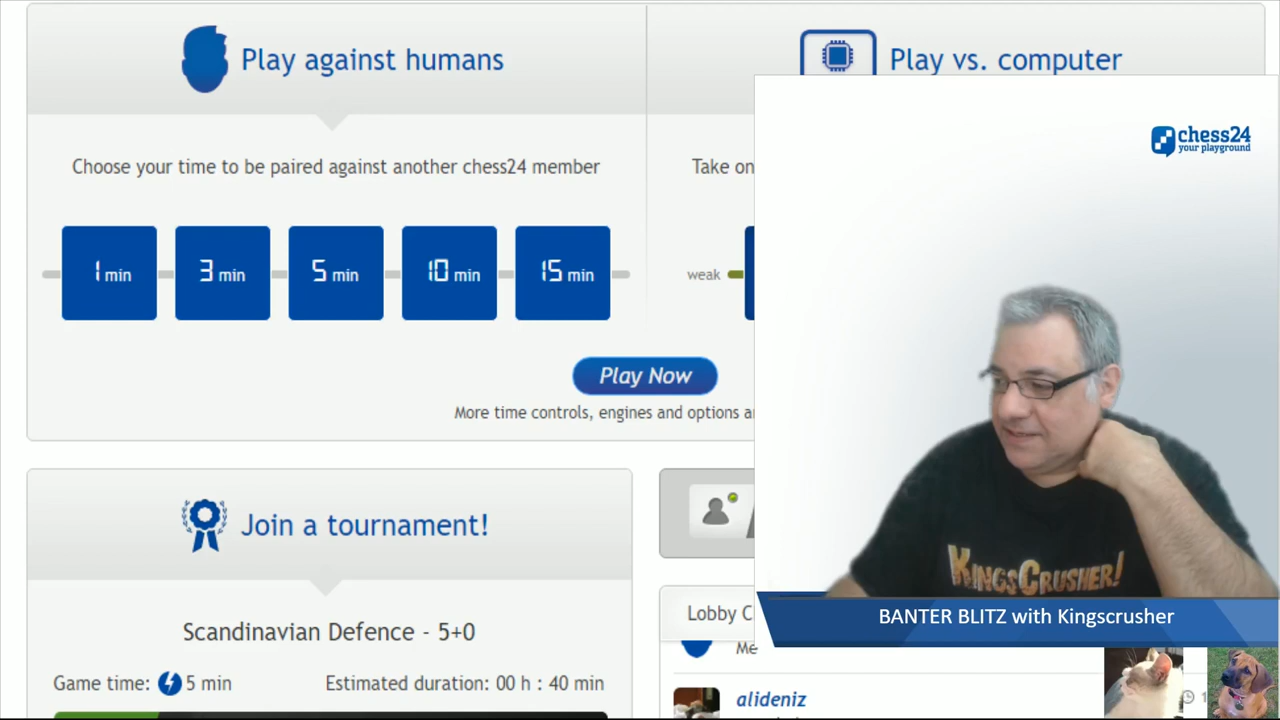 Play against humans
Play vs. computer
Choose your time to be paired against another chess24 member
Take on
1 min
3 min
5 min
10 min
15 min
weak
Play Now
More time controls, engines and options a
chess24
your playground
Join a tournament!
Scandinavian Defence - 5+0
Game time: 5 min
Estimated duration: 00 h : 40 min
Lobby C
Me
alideniz
KINGSCRUSHER!
BANTER BLITZ with Kingscrusher